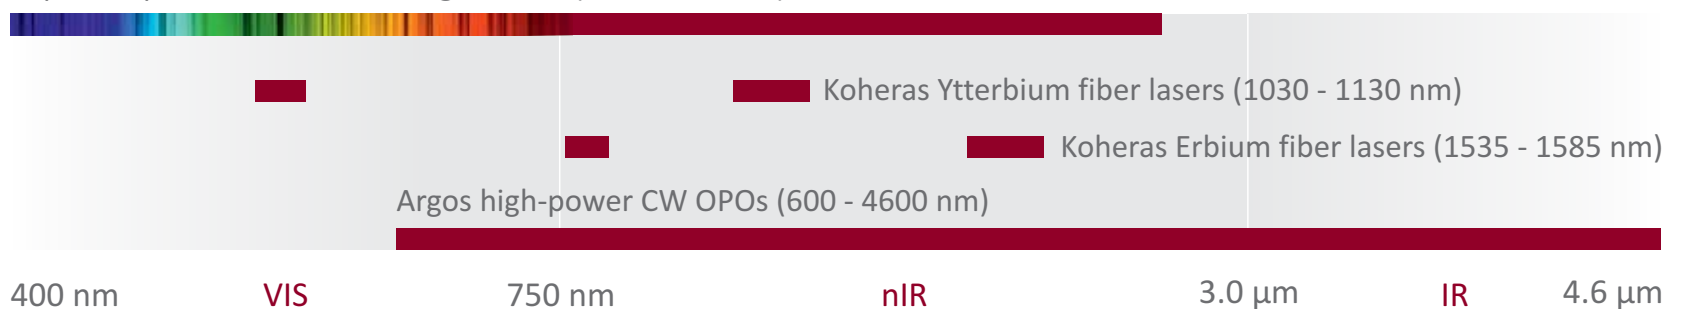 Koheras Ytterbium fiber lasers (1030 - 1130 nm)
Koheras Erbium fiber lasers (1535 - 1585 nm)
Argos high-power CW OPOs (600 - 4600 nm)
400 nm VIS 750 nm nIR 3.0 µm IR 4.6 µm